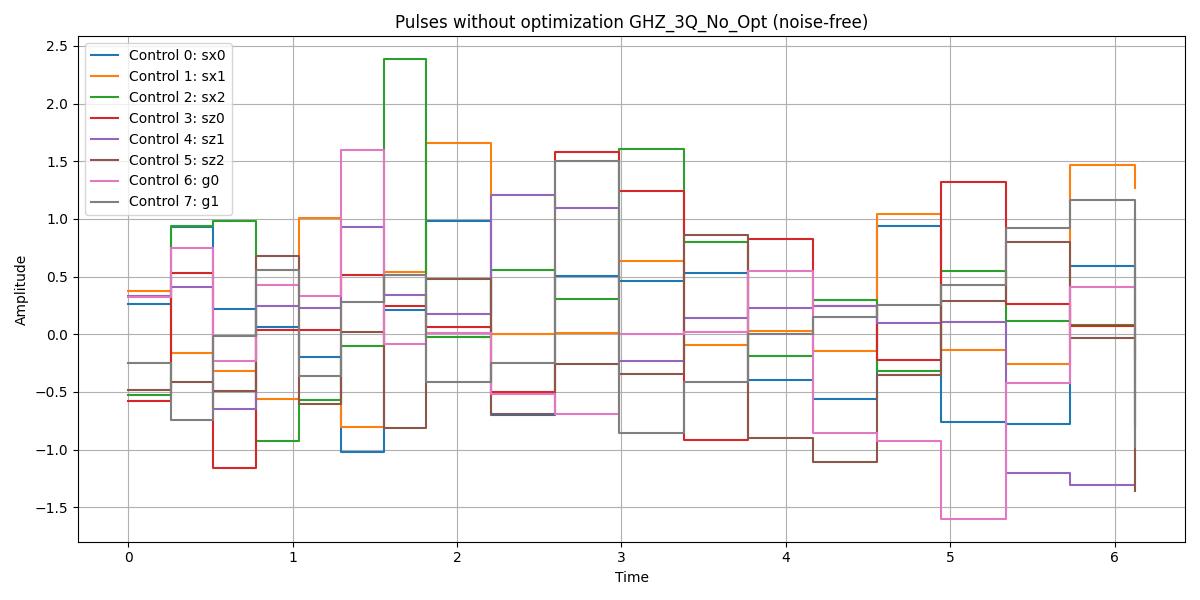 Pulses without optimization GHZ_3Q_No_Opt (noise-free)
2.5
2.0
1.5
1.0
0.5
0.0
−0.5
−1.0
−1.5
Amplitude
Control 0: sx0
Control 1: sx1
Control 2: sx2
Control 3: sz0
Control 4: sz1
Control 5: sz2
Control 6: g0
Control 7: g1
0 1 2 3 4 5 6
Time